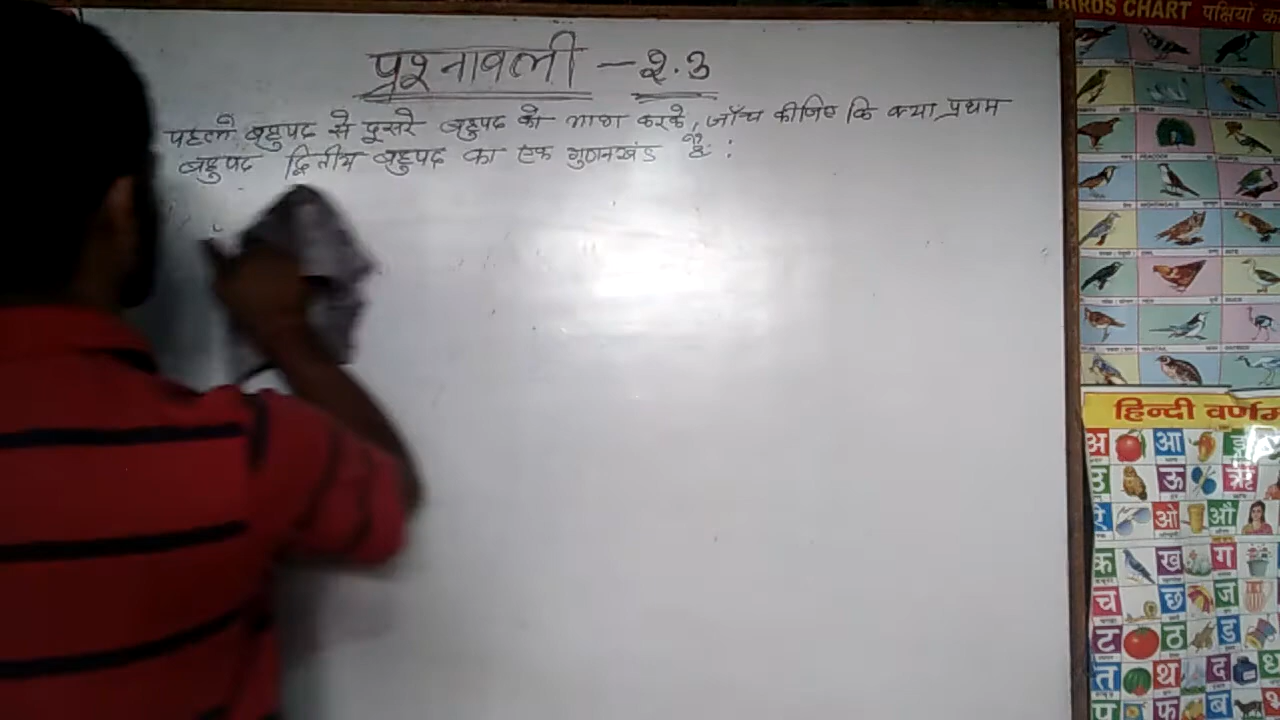 प्रश्नावली - 2.3
पहले बहुपद से दूसरे बहुपद को भाग करके, जाँच कीजिए कि क्या प्रथम
बहुपद द्वितीय बहुपद का एक गुणनखंड है :
BIRDS CHART पक्षियों का
PEACOCK
हिन्दी वर्णम
अ आ इ
उ ऊ ऋ
ऐ ओ औ
क ख ग
च छ ज
ट ठ ड
त थ द ध
प फ ब